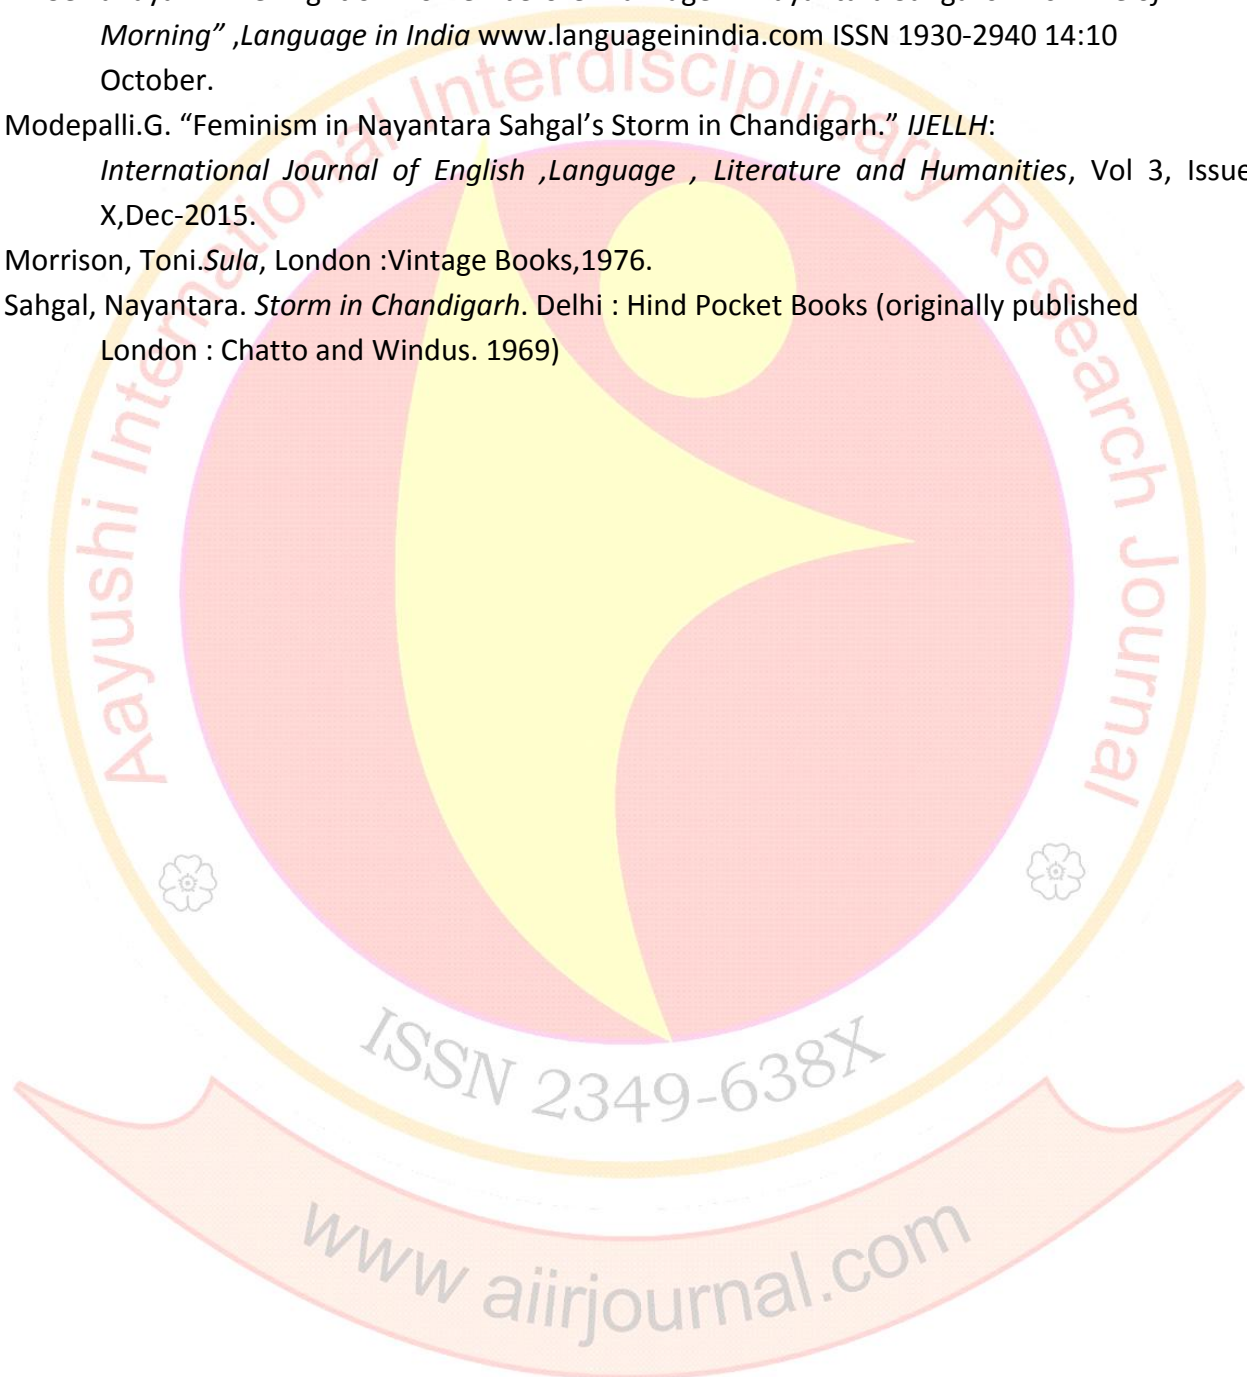 Morning” ,Language in India www.languageinindia.com ISSN 1930-2940 14:10
October.
Modepalli.G. “Feminism in Nayantara Sahgal’s Storm in Chandigarh.” IJELLH:
International Journal of English ,Language , Literature and Humanities, Vol 3, Issue
X,Dec-2015.
Morrison, Toni.Sula, London :Vintage Books,1976.
Sahgal, Nayantara. Storm in Chandigarh. Delhi : Hind Pocket Books (originally published
London : Chatto and Windus. 1969)
Aayushi International Interdisciplinary Research Journal
ISSN 2349-638X
www aiirjournal.com